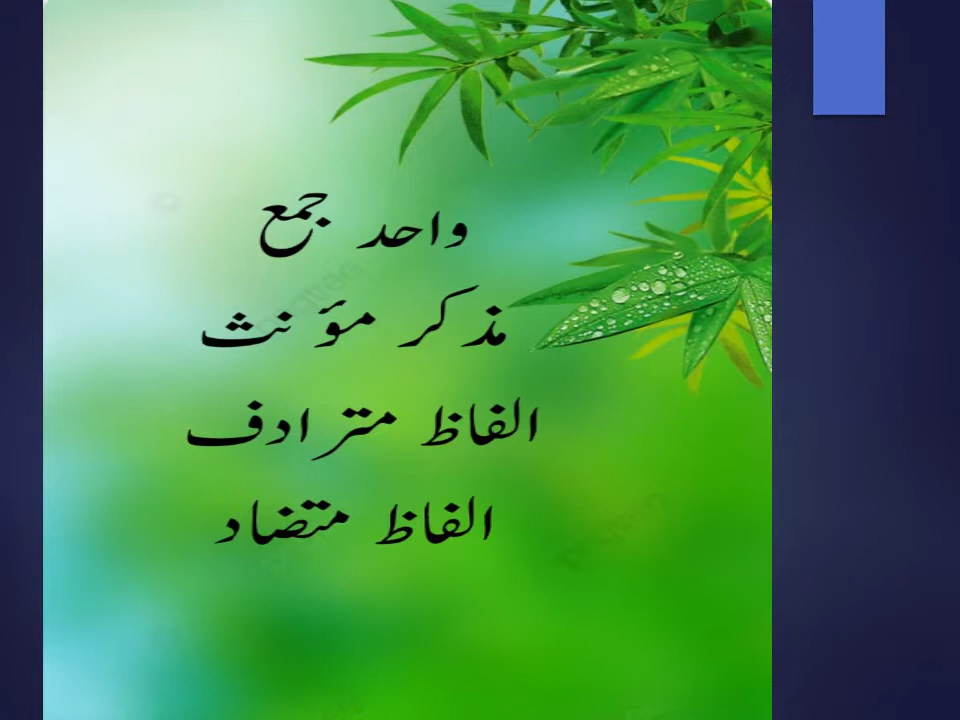 واحد جمع
مذکر مؤنث
الفاظ مترادف
الفاظ متضاد